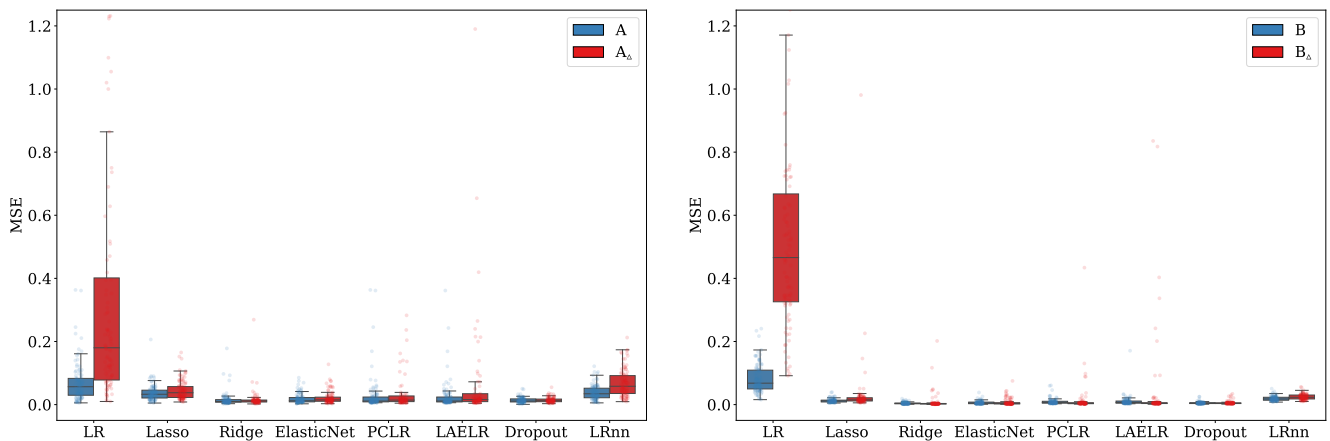 1.2
1.0
0.8
0.6
0.4
0.2
0.0
MSE
A
A△
LR Lasso Ridge ElasticNet PCLR LAELR Dropout LRnn
1.2
1.0
0.8
0.6
0.4
0.2
0.0
MSE
B
B△
LR Lasso Ridge ElasticNet PCLR LAELR Dropout LRnn